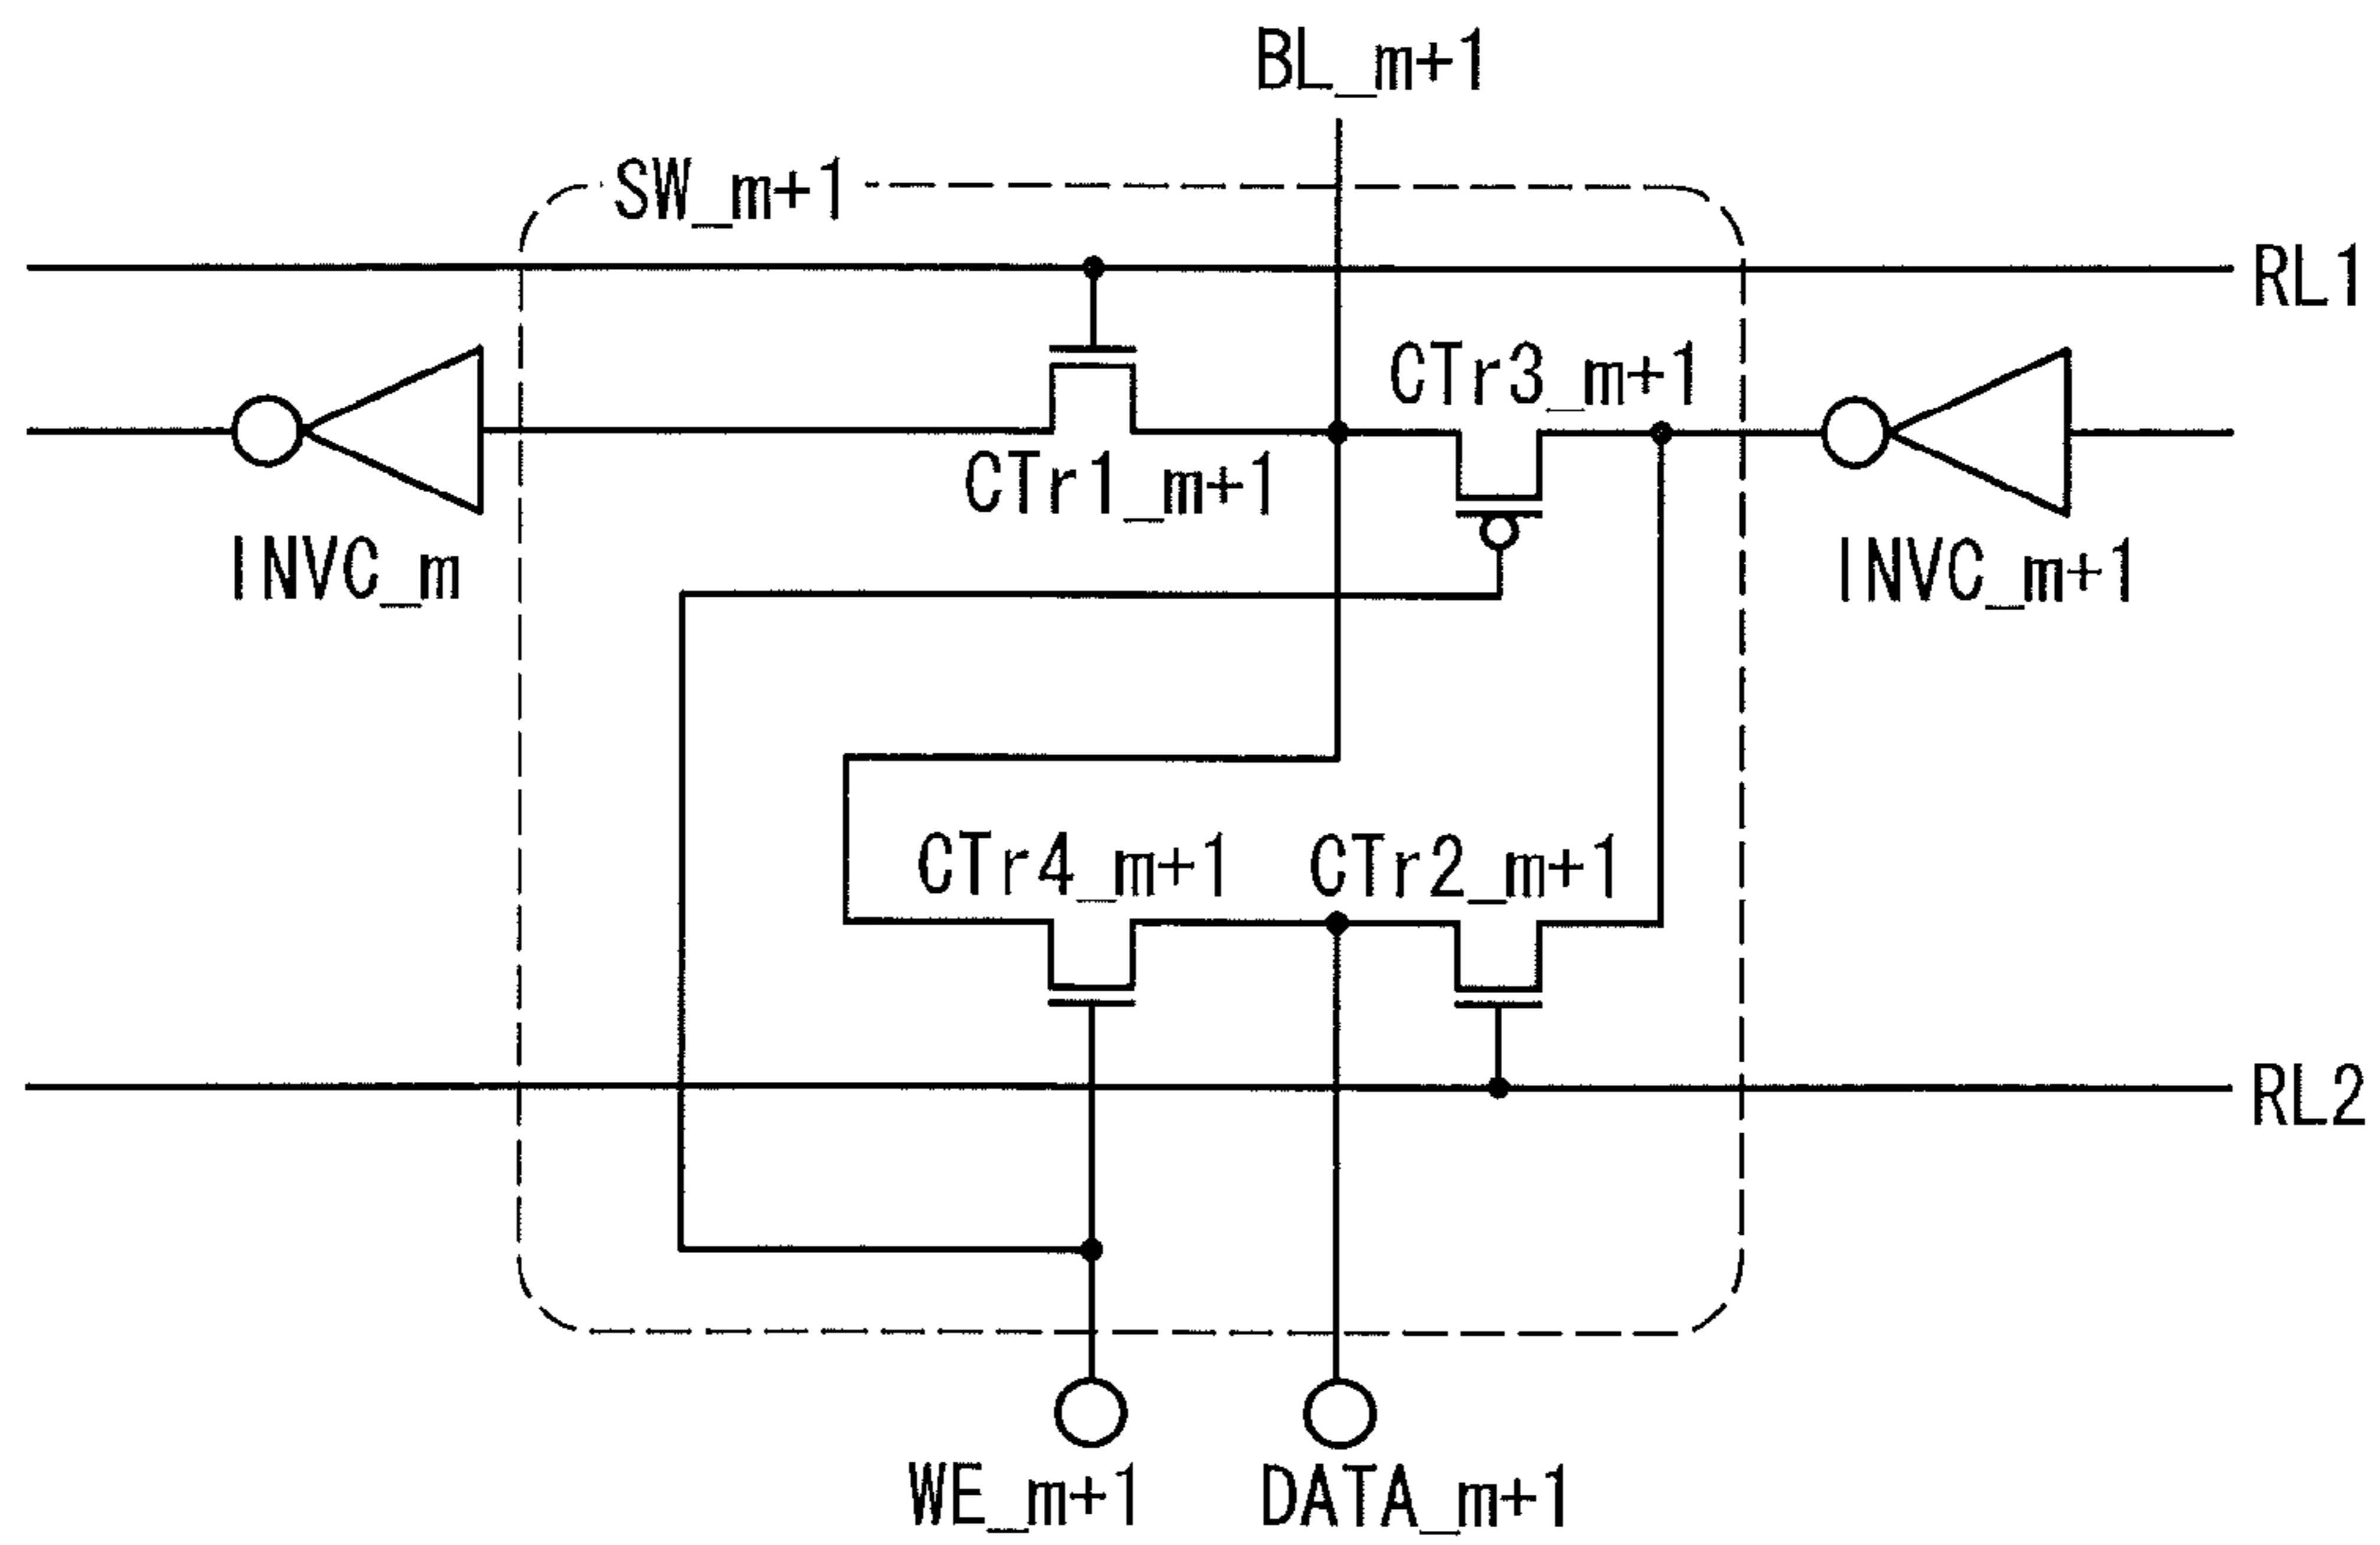 BL_m+1
SW_m+1
RL1
CTr3_m+1
CTr1_m+1
INVC_m
INVC_m+1
CTr4_m+1
CTr2_m+1
RL2
WE_m+1
DATA_m+1